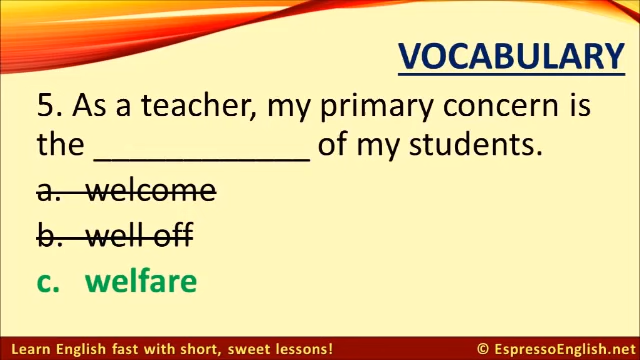 VOCABULARY
5. As a teacher, my primary concern is
the ____________ of my students.
a. welcome
b. well off
c. welfare
Learn English fast with short, sweet lessons! © EspressoEnglish.net